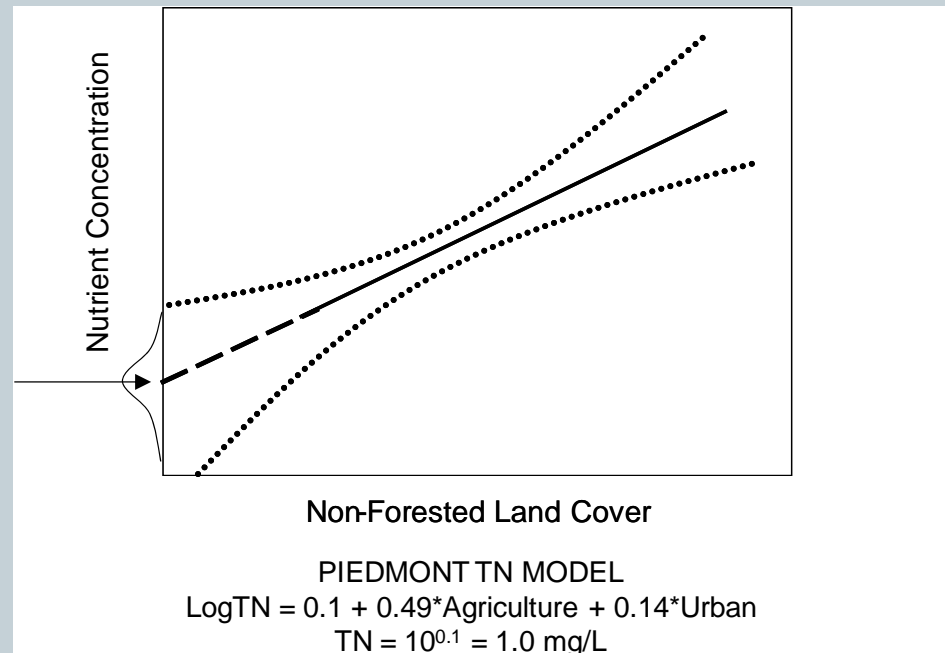 Nutrient Concentration
Non-Forested Land Cover
PIEDMONT TN MODEL
LogTN = 0.1 + 0.49*Agriculture + 0.14*Urban
TN = 10^0.1 = 1.0 mg/L